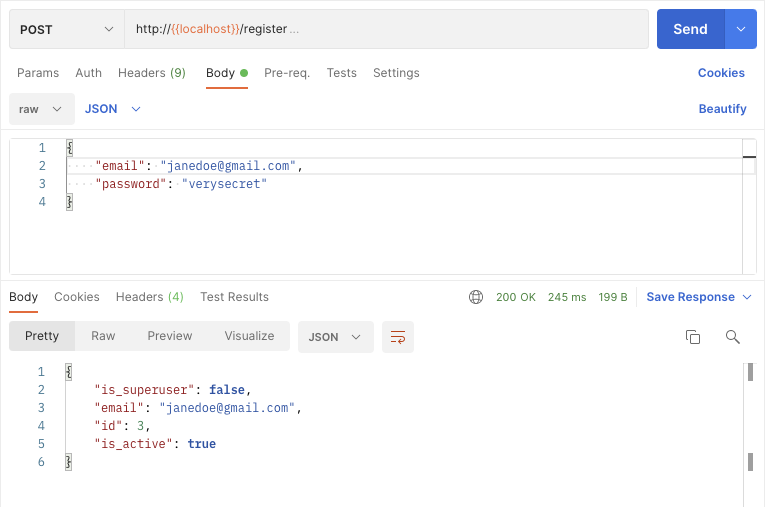 POST http://{{localhost}}/register ... Send
Params Auth Headers (9) Body Pre-req. Tests Settings Cookies
raw JSON Beautify
1 {
2 "email": "janedoe@gmail.com",
3 "password": "verysecret"
4 }
Body Cookies Headers (4) Test Results 200 OK 245 ms 199 B Save Response
Pretty Raw Preview Visualize JSON
1 {
2 "is_superuser": false,
3 "email": "janedoe@gmail.com",
4 "id": 3,
5 "is_active": true
6 }